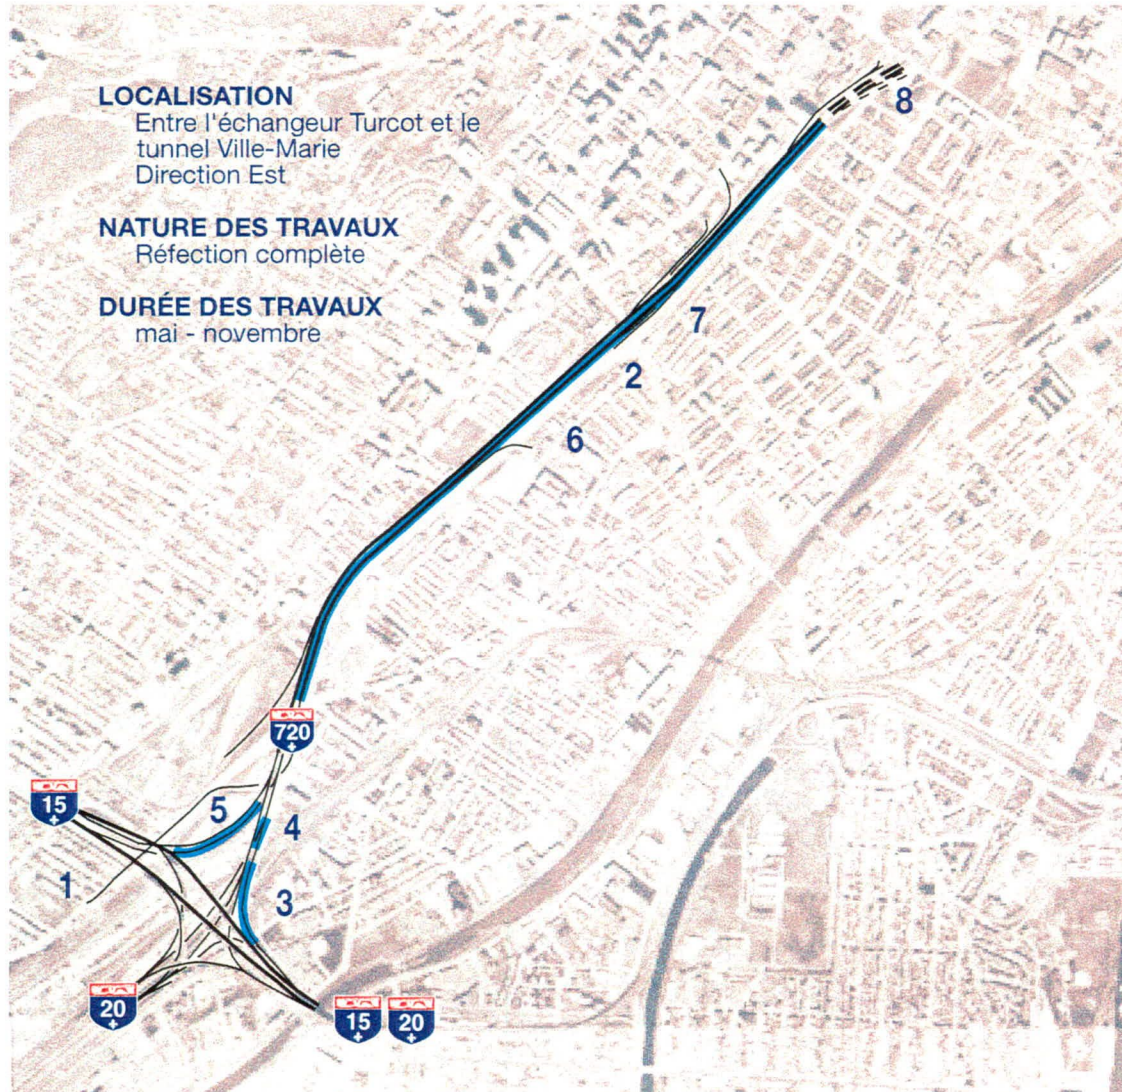 LOCALISATION
Entre l'échangeur Turcot et le
tunnel Ville-Marie
Direction Est
NATURE DES TRAVAUX
Réfection complète
DURÉE DES TRAVAUX
mai - novembre
8
7
2
6
720
15
5
4
1
3
20
15
20